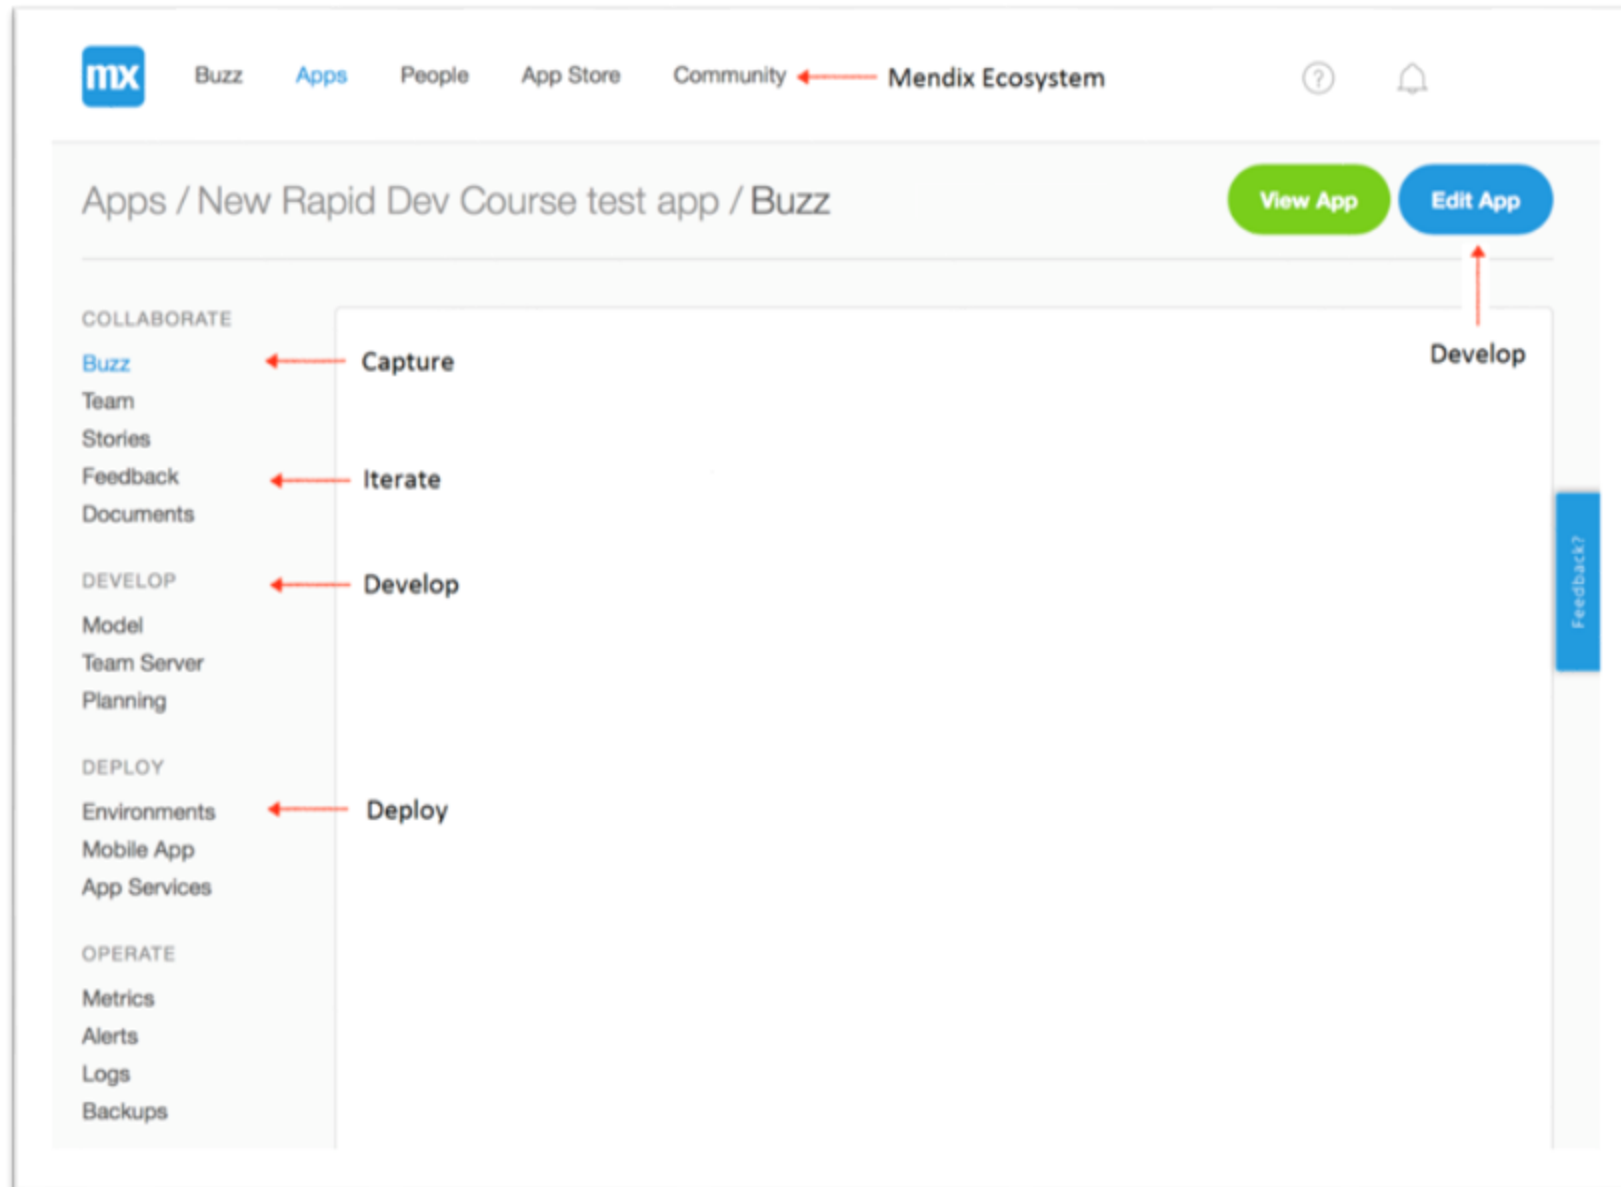 mx Buzz Apps People App Store Community Mendix Ecosystem ?
Apps / New Rapid Dev Course test app / Buzz View App Edit App
Develop
COLLABORATE
Buzz Capture
Team
Stories
Feedback Iterate
Documents
Feedback?
DEVELOP Develop
Model
Team Server
Planning
DEPLOY
Environments Deploy
Mobile App
App Services
OPERATE
Metrics
Alerts
Logs
Backups